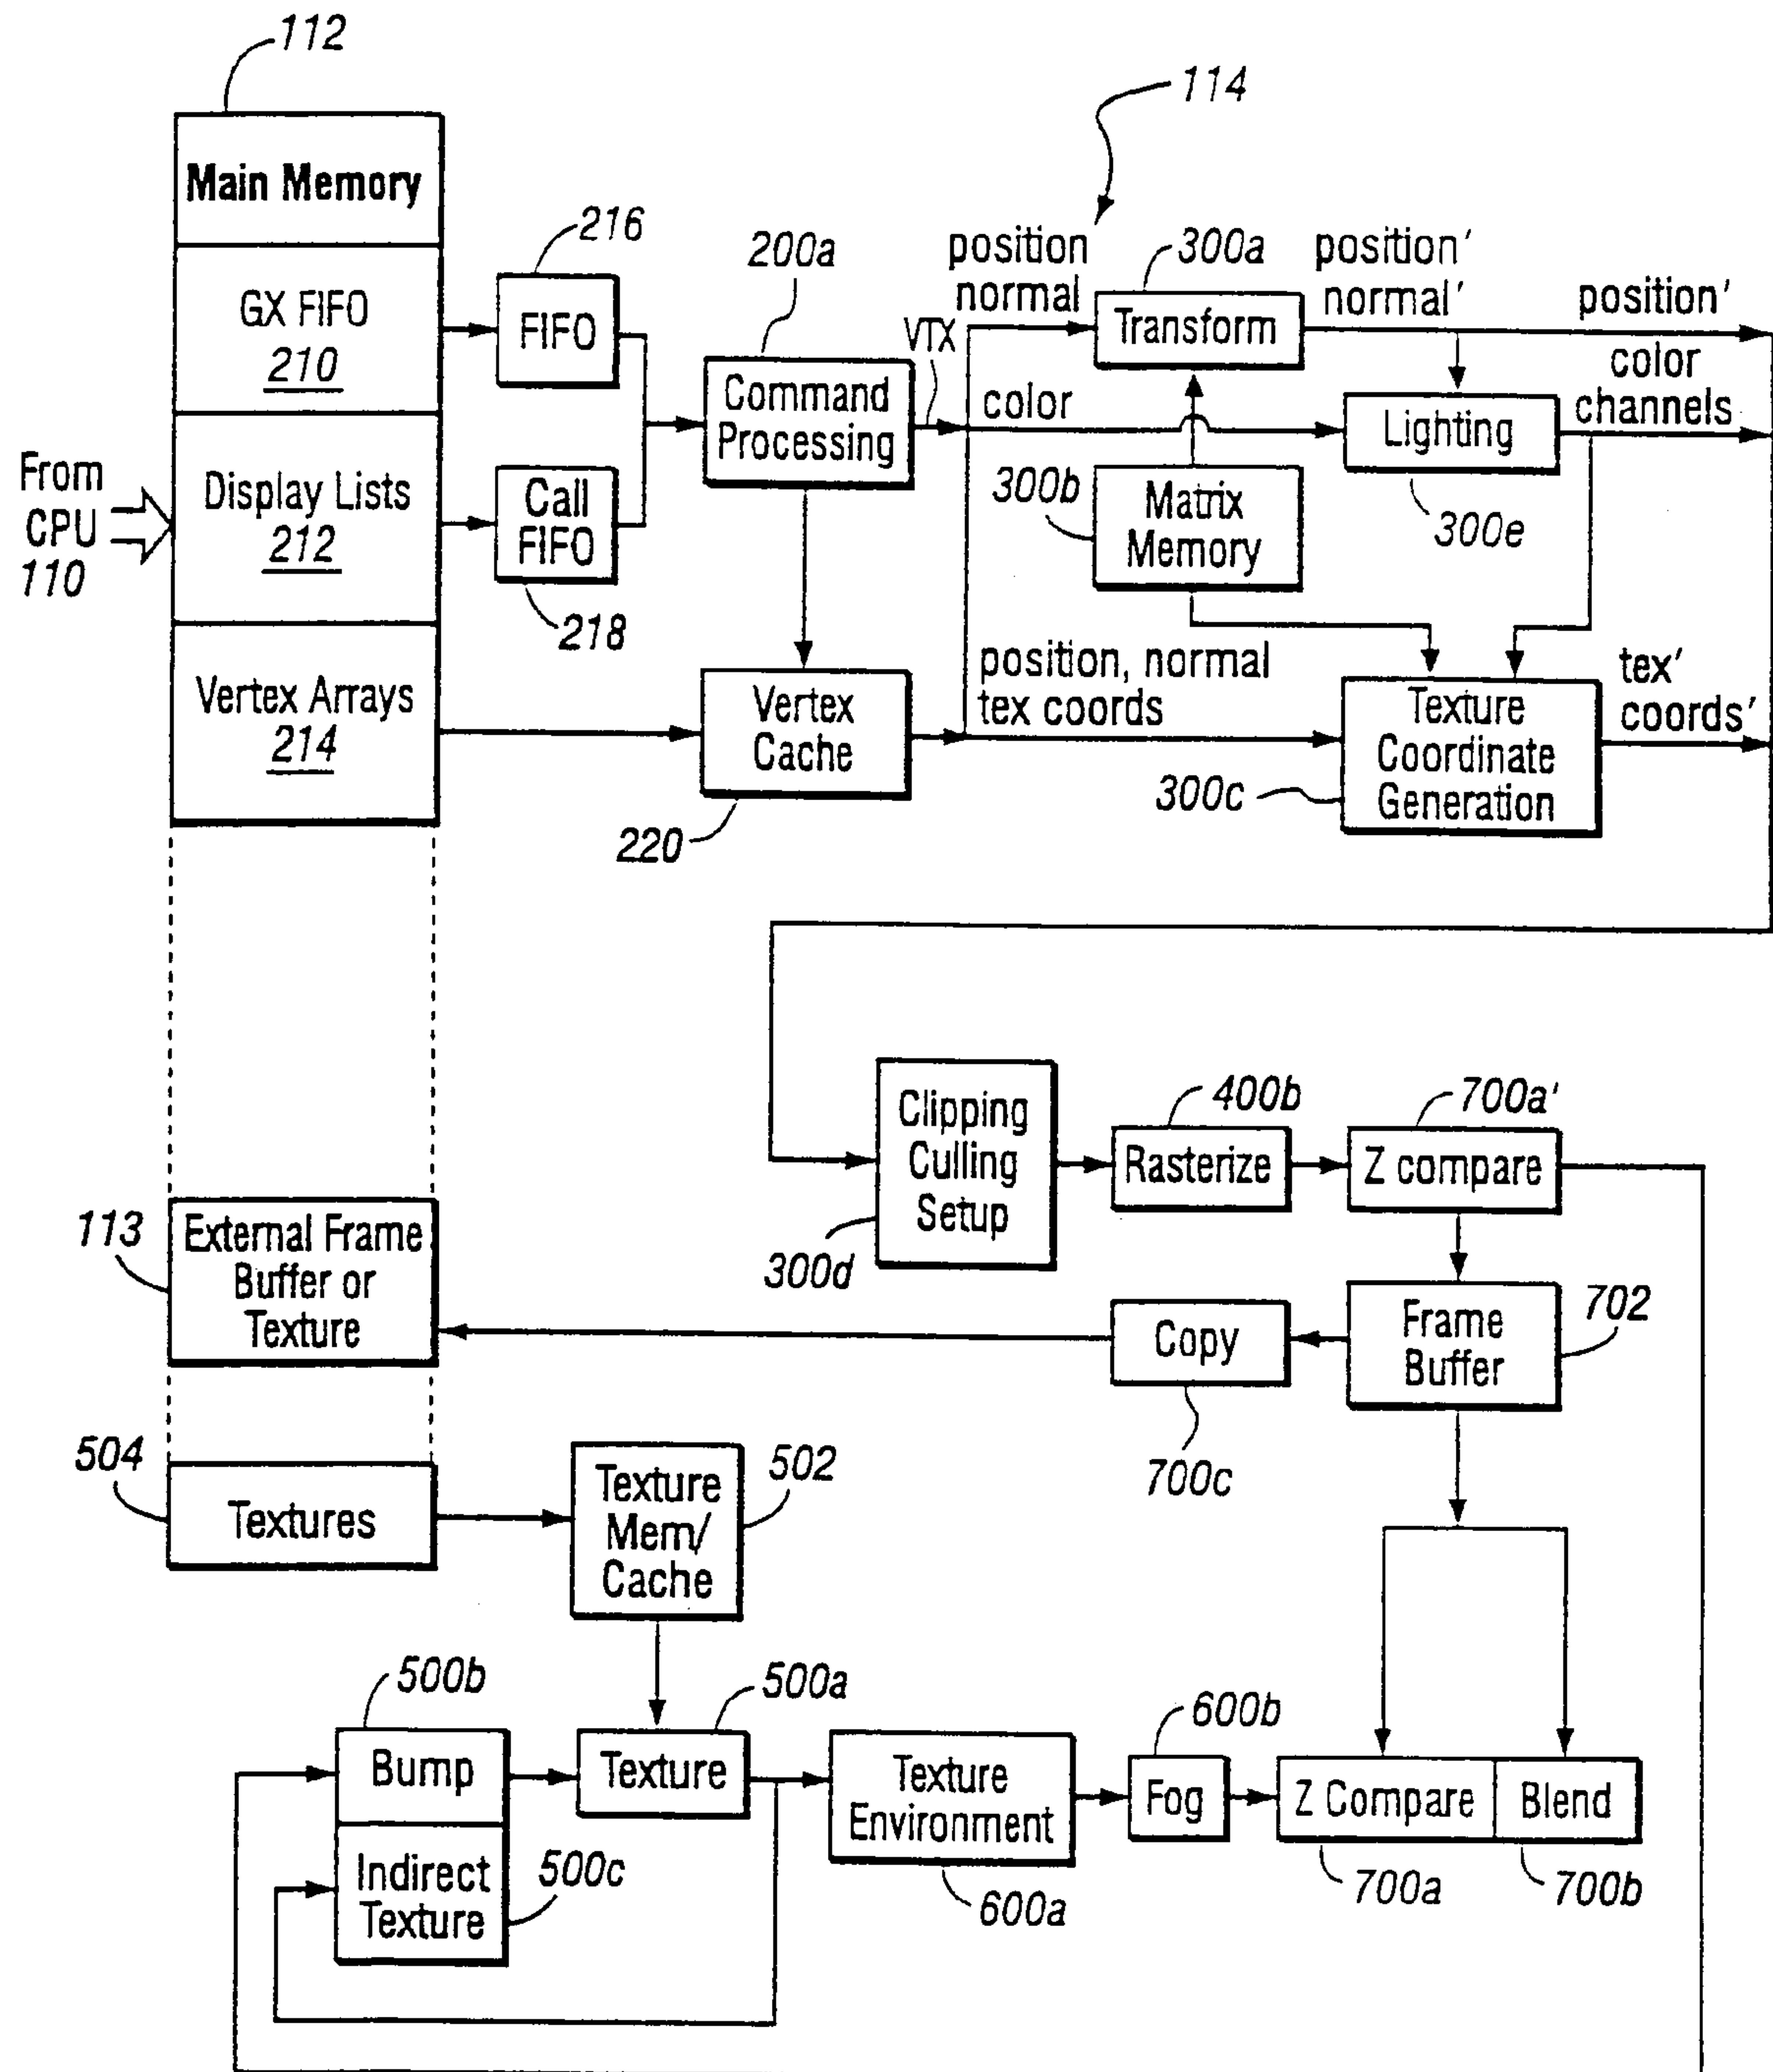 112
114
Main Memory
GX FIFO
210
Display Lists
212
Vertex Arrays
214
From
CPU
110
216
FIFO
Call
FIFO
218
200a
Command
Processing
VTX
Vertex
Cache
220
position
normal
300a
Transform
position'
normal'
position'
color
color
channels
Lighting
300e
300b
Matrix
Memory
position, normal
tex coords
Texture
Coordinate
Generation
300c
tex'
coords'
Clipping
Culling
Setup
300d
400b
Rasterize
700a'
Z compare
113
External Frame
Buffer or
Texture
Copy
700c
Frame
Buffer
702
504
Textures
Texture
Mem/
Cache
502
500b
Bump
Indirect
Texture
500c
500a
Texture
Texture
Environment
600a
600b
Fog
Z Compare
Blend
700a
700b